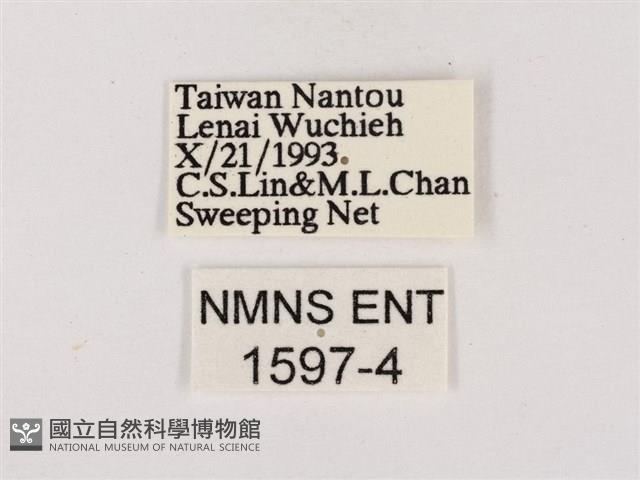 Taiwan Nantou
Lenai Wuchieh
X/21/1993
C.S.Lin&M.L.Chan
Sweeping Net
NMNS ENT
1597-4
國立自然科學博物館
NATIONAL MUSEUM OF NATURAL SCIENCE